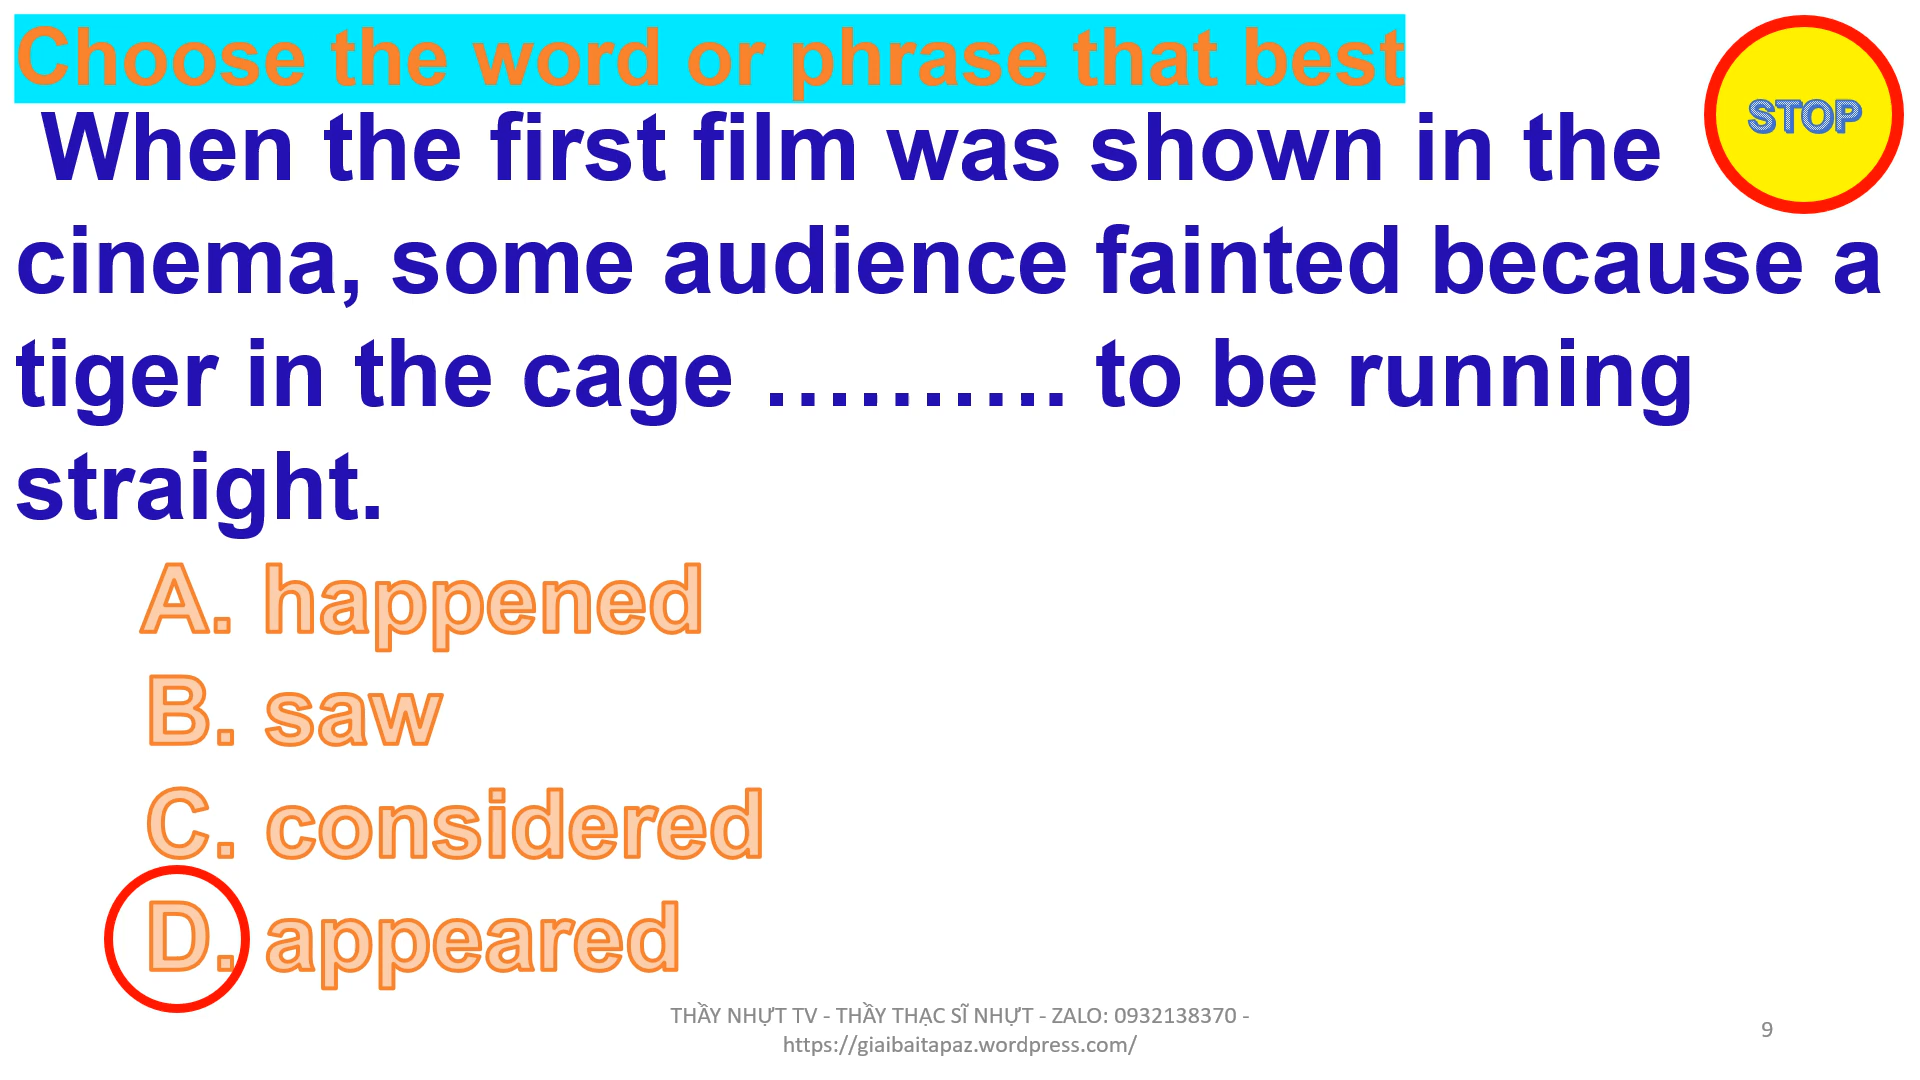 Choose the word or phrase that best
STOP
When the first film was shown in the
cinema, some audience fainted because a
tiger in the cage ………. to be running
straight.
A. happened
B. saw
C. considered
D. appeared
THẦY NHỰT TV - THẦY THẠC SĨ NHỰT - ZALO: 0932138370 -
https://giaibaitapaz.wordpress.com/
9